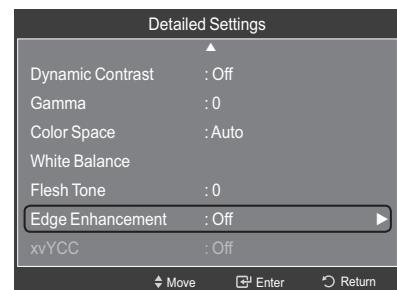 Detailed Settings
▲
Dynamic Contrast : Off
Gamma : 0
Color Space : Auto
White Balance
Flesh Tone : 0
Edge Enhancement : Off ►
xvYCC : Off
Move Enter Return